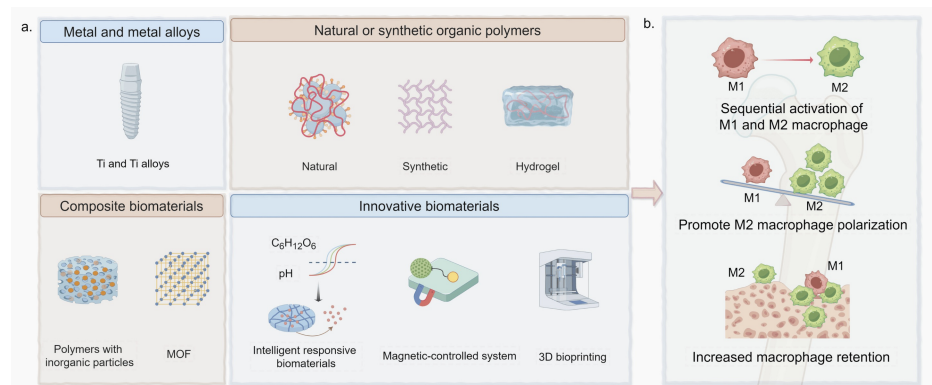 a.
Metal and metal alloys
Ti and Ti alloys
Natural or synthetic organic polymers
Natural
Synthetic
Hydrogel
Composite biomaterials
Polymers with
inorganic particles
MOF
Innovative biomaterials
C₆H₁₂O₆
pH
Intelligent responsive
biomaterials
Magnetic-controlled system
3D bioprinting
b.
M1
M2
Sequential activation of
M1 and M2 macrophage
M1
M2
Promote M2 macrophage polarization
M2
M1
Increased macrophage retention